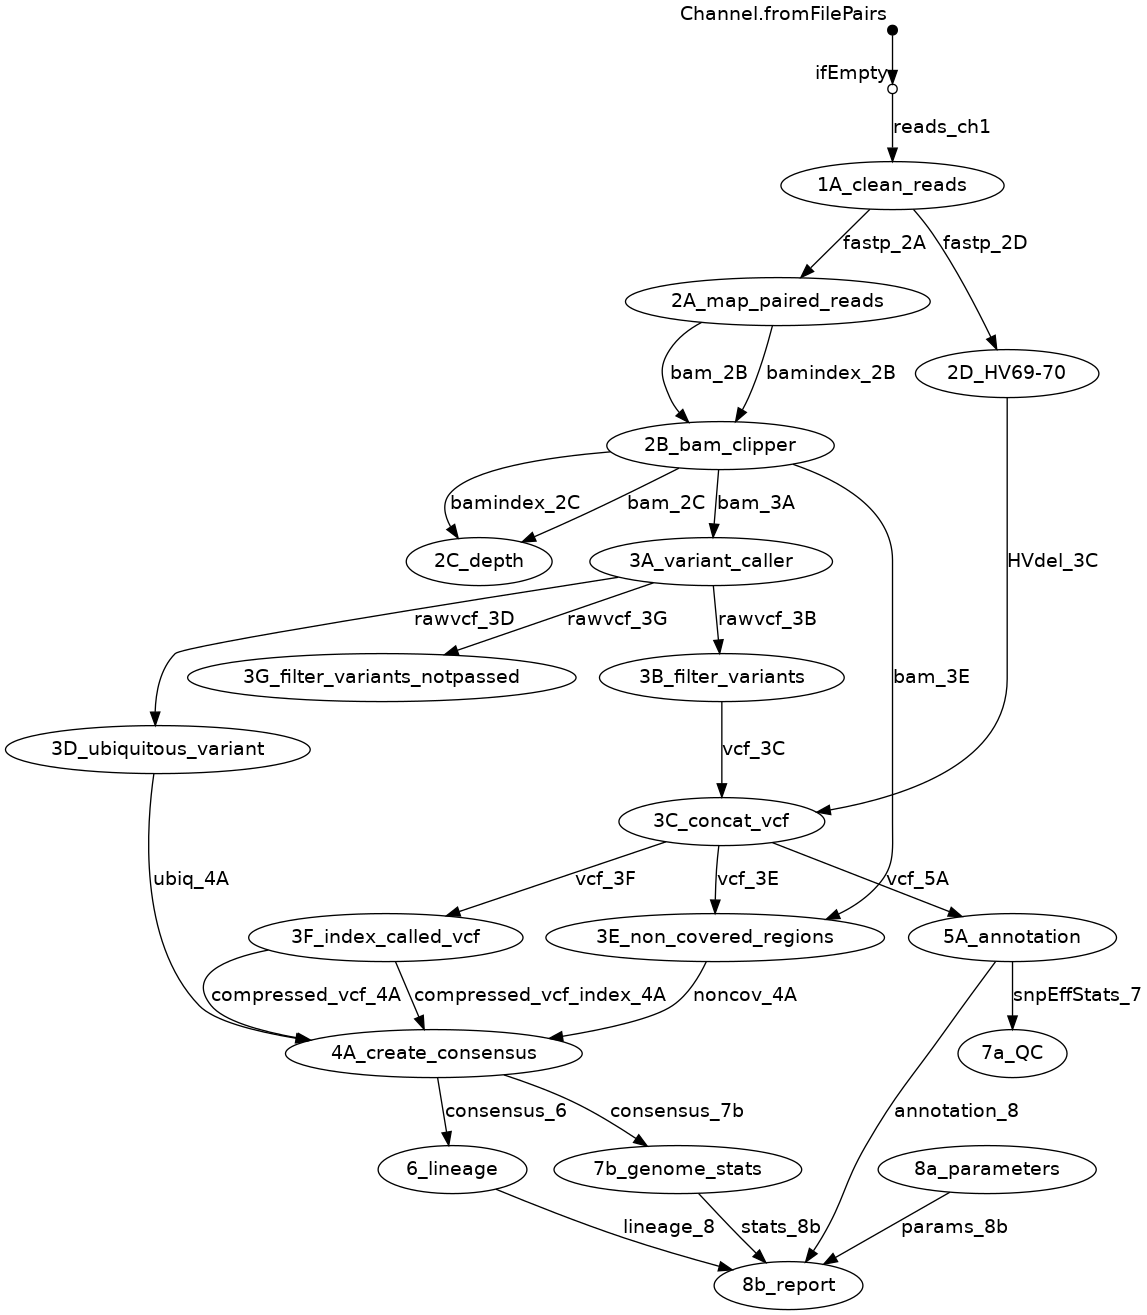 Channel.fromFilePairs
ifEmpty
reads_ch1
1A_clean_reads
fastp_2A
fastp_2D
2A_map_paired_reads
bam_2B
bamindex_2B
2D_HV69-70
2B_bam_clipper
bamindex_2C
bam_2C
bam_3A
2C_depth
3A_variant_caller
HVdel_3C
rawvcf_3D
rawvcf_3G
rawvcf_3B
3G_filter_variants_notpassed
3B_filter_variants
bam_3E
3D_ubiquitous_variant
vcf_3C
3C_concat_vcf
ubiq_4A
vcf_3F
vcf_3E
vcf_5A
3F_index_called_vcf
3E_non_covered_regions
5A_annotation
compressed_vcf_4A
compressed_vcf_index_4A
noncov_4A
snpEffStats_7
4A_create_consensus
7a_QC
consensus_6
consensus_7b
annotation_8
6_lineage
7b_genome_stats
8a_parameters
lineage_8
stats_8b
params_8b
8b_report